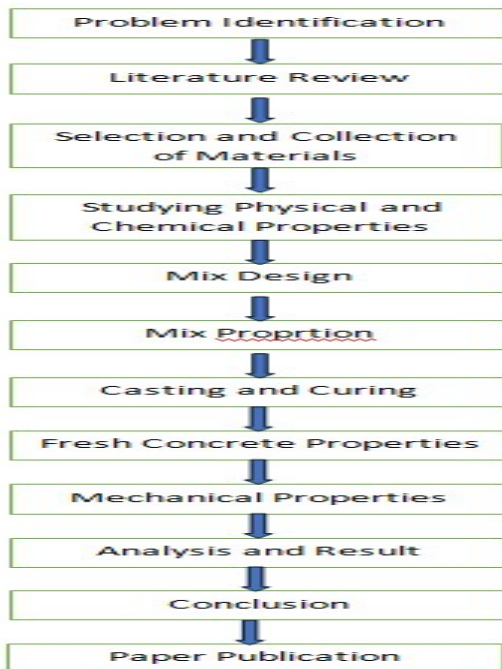 Problem Identification
Literature Review
Selection and Collection
of Materials
Studying Physical and
Chemical Properties
Mix Design
Mix Proprtion
Casting and Curing
Fresh Concrete Properties
Mechanical Properties
Analysis and Result
Conclusion
Paper Publication